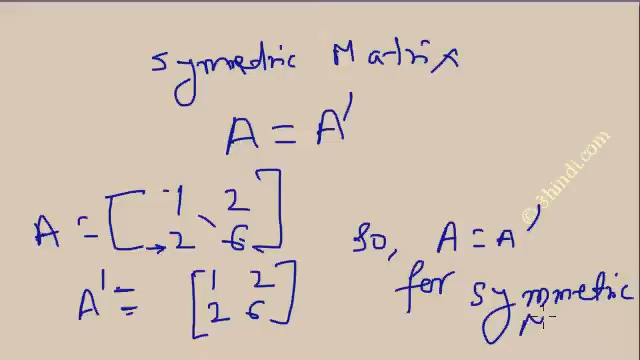 Symmetric Matrix
A = A'
A = [ 1 2
2 6 ]
A' = [ 1 2
2 6 ]
So, A = A'
for symmetric
M
© 3hindi.com